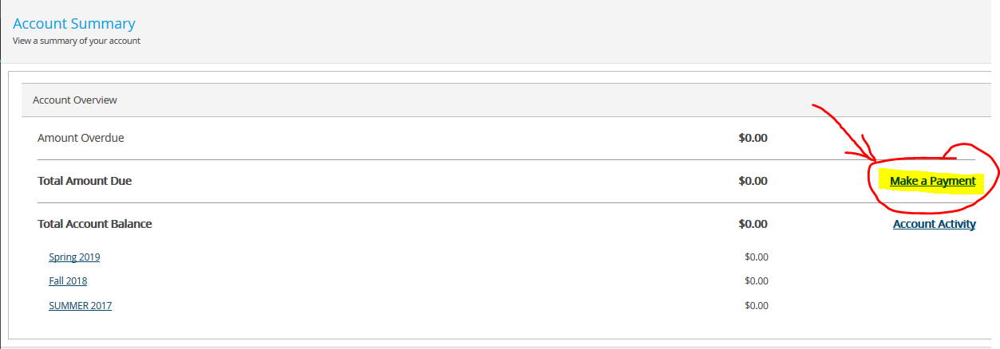 Account Summary
View a summary of your account
Account Overview
Amount Overdue $0.00
Total Amount Due $0.00 Make a Payment
Total Account Balance $0.00 Account Activity
Spring 2019 $0.00
Fall 2018 $0.00
SUMMER 2017 $0.00